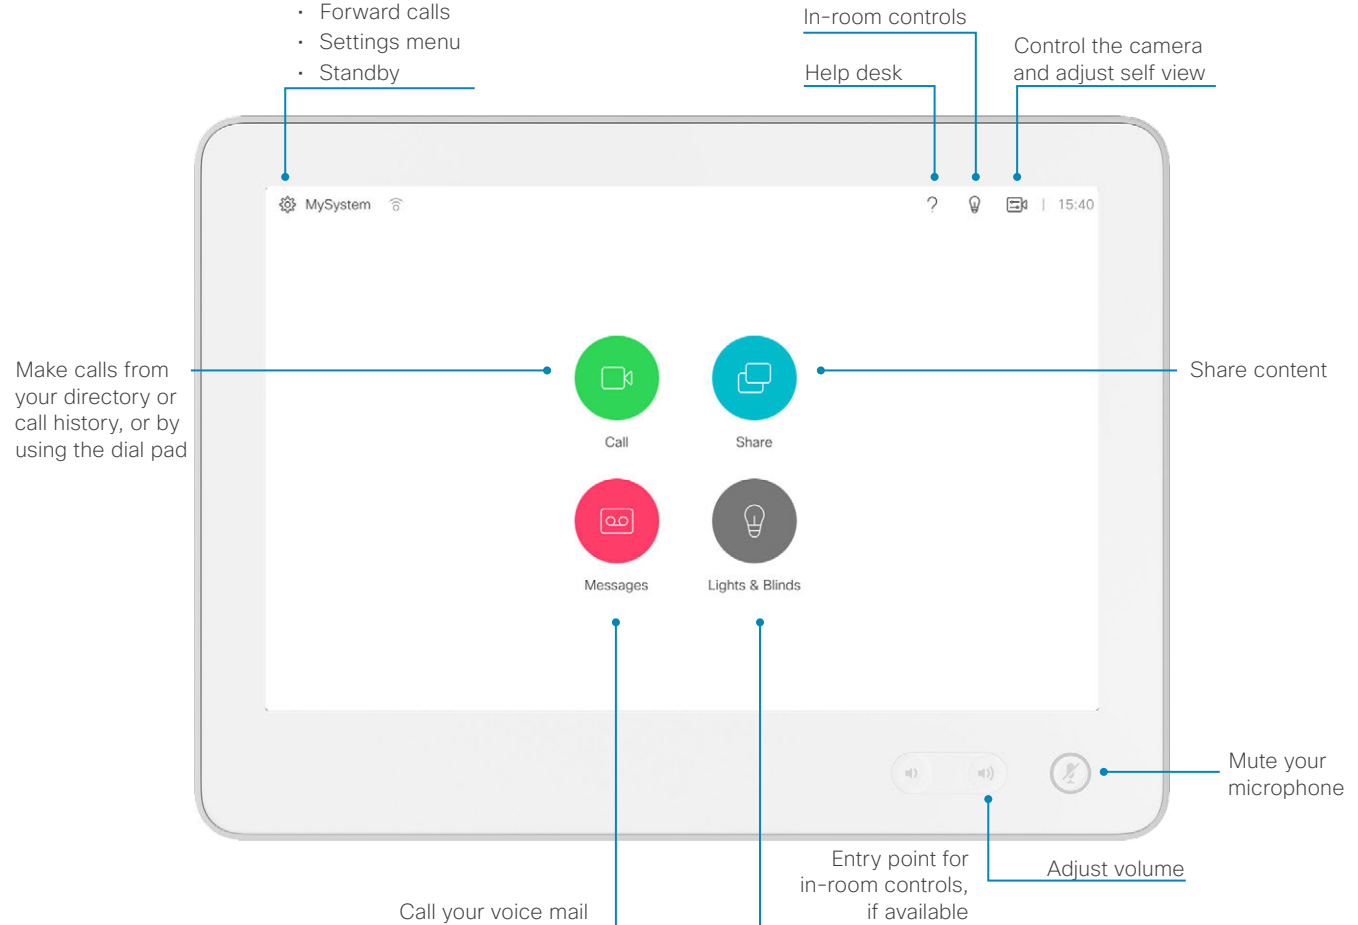 · Forward calls
· Settings menu
· Standby
In-room controls
Help desk
Control the camera
and adjust self view
MySystem
?
15:40
Make calls from
your directory or
call history, or by
using the dial pad
Share content
Call
Share
Messages
Lights & Blinds
Mute your
microphone
Entry point for
in-room controls,
if available
Adjust volume
Call your voice mail